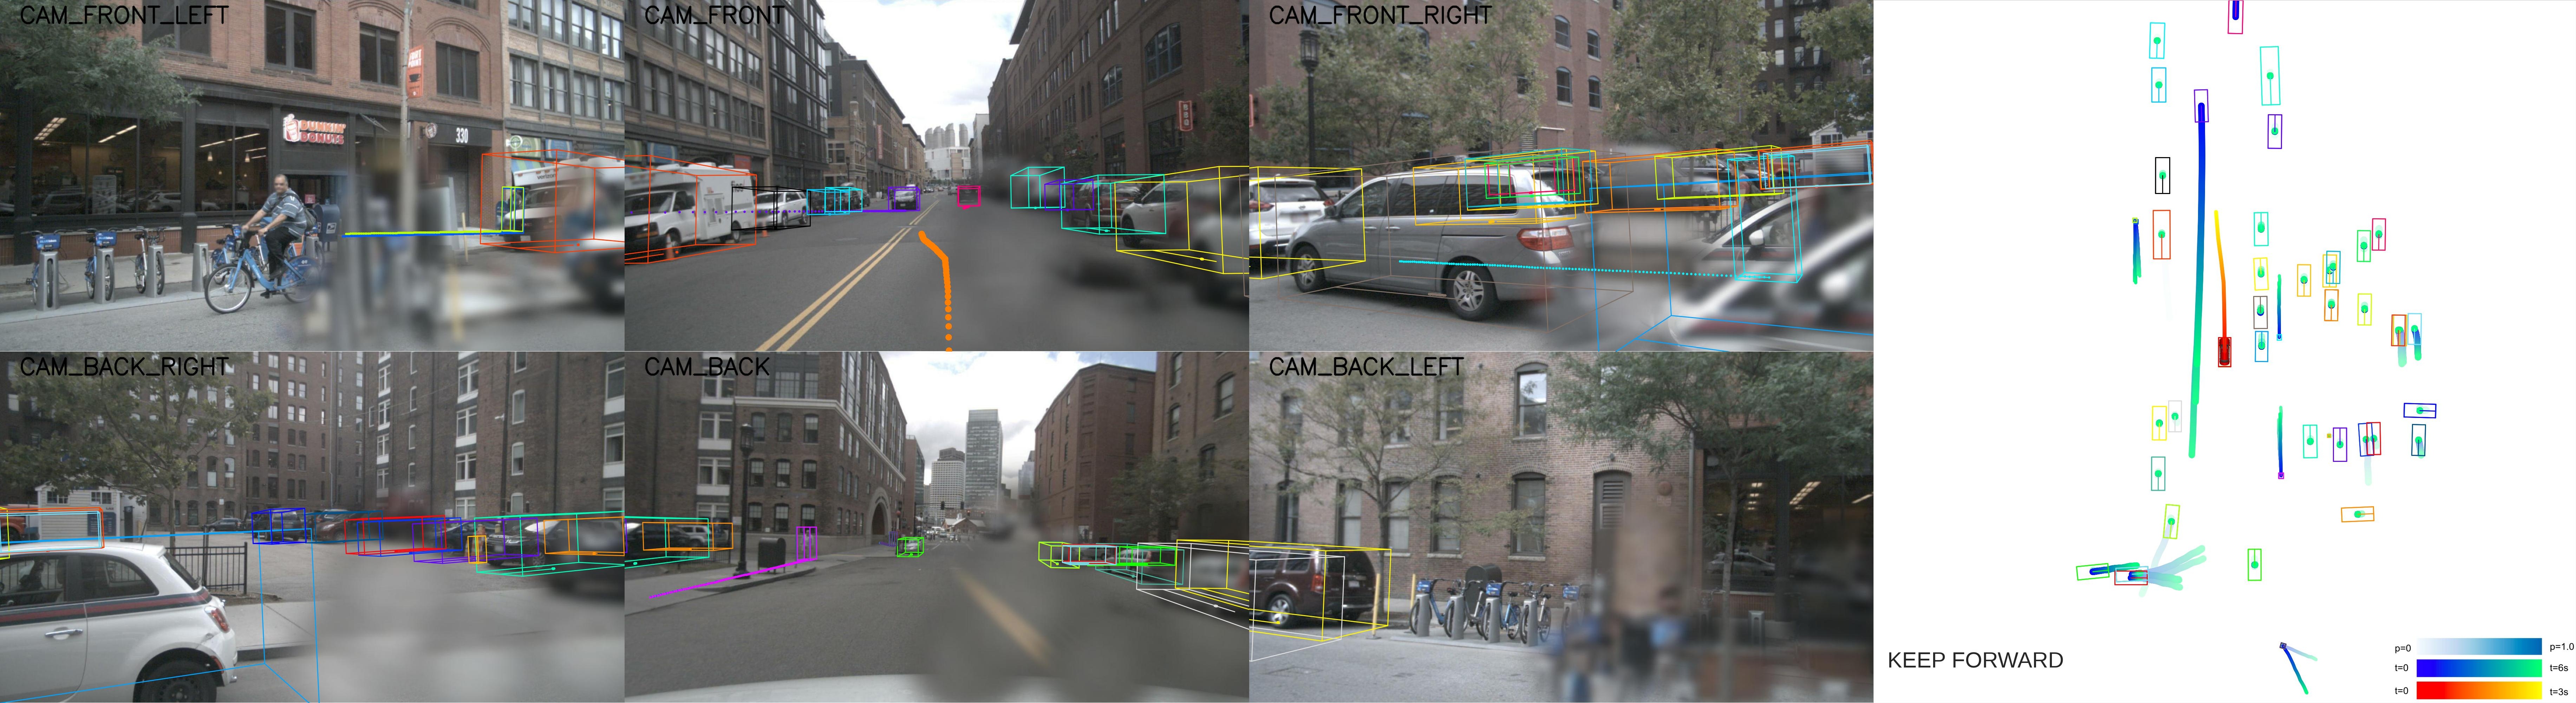 CAM_FRONT_LEFT
CAM_FRONT
CAM_FRONT_RIGHT
DUNKIN'
DONUTS
330
CAM_BACK_RIGHT
CAM_BACK
CAM_BACK_LEFT
KEEP FORWARD
p=0
p=1.0
t=0
t=6s
t=0
t=3s